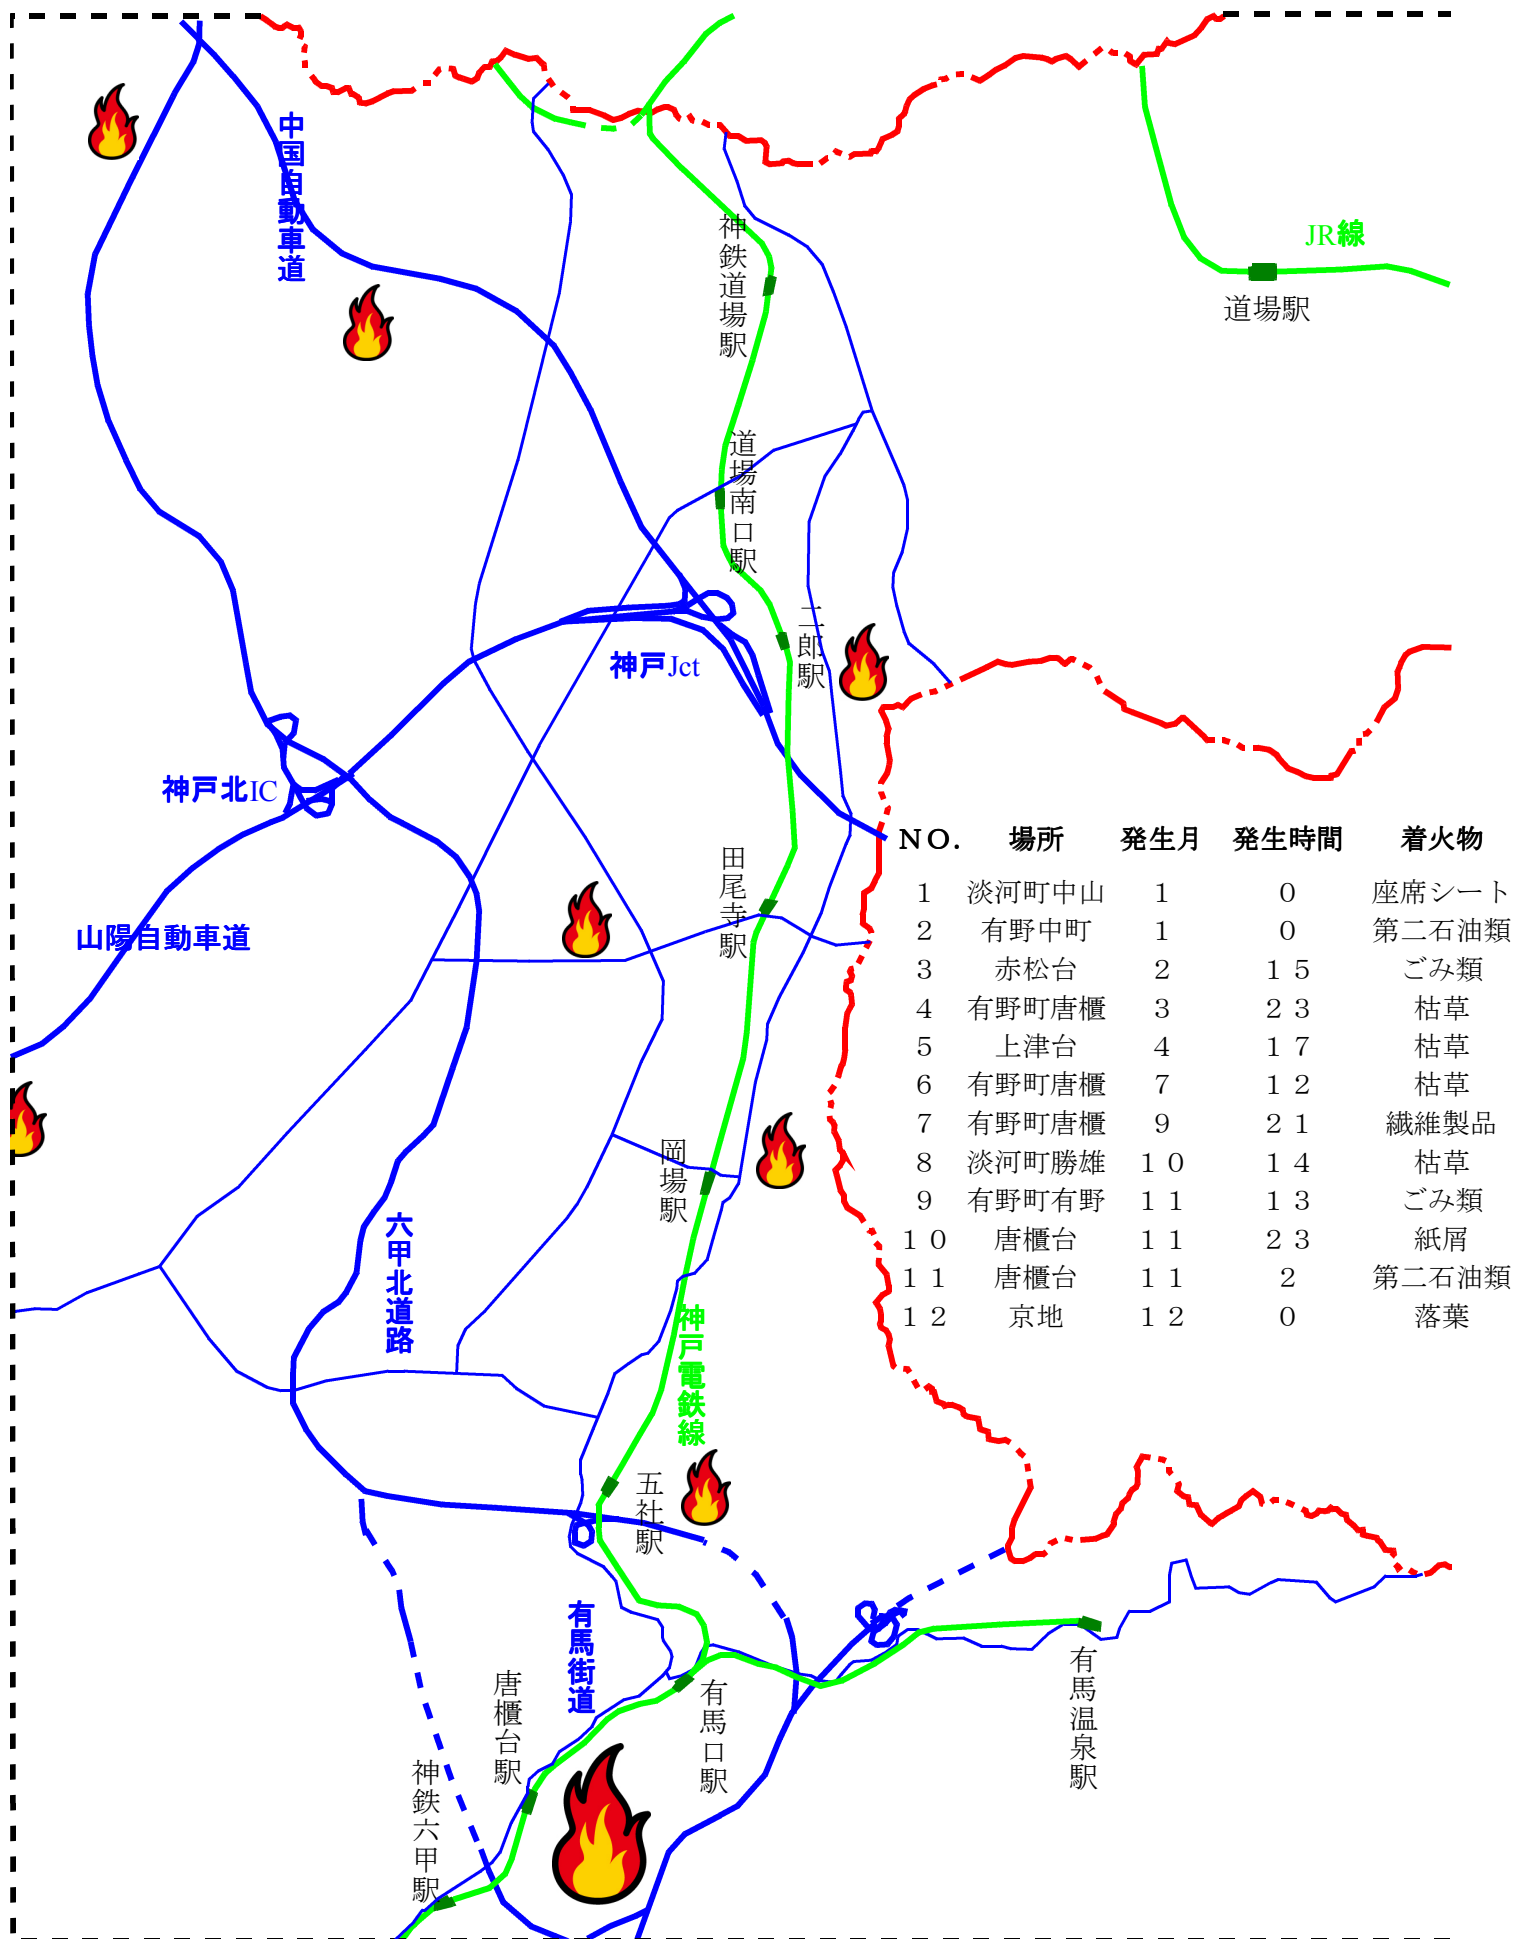 中国自動車道
神鉄道場駅
JR線
道場駅
道場南口駅
二郎駅
神戸Jct
神戸北IC
田尾寺駅
山陽自動車道
岡場駅
六甲北道路
神戸電鉄線
五社駅
有馬街道
有馬口駅
有馬温泉駅
唐櫃台駅
神鉄六甲駅
ＮＯ. 場所 発生月 発生時間 着火物
１ 淡河町中山 １ ０ 座席シート
２ 有野中町 １ ０ 第二石油類
３ 赤松台 ２ １５ ごみ類
４ 有野町唐櫃 ３ ２３ 枯草
５ 上津台 ４ １７ 枯草
６ 有野町唐櫃 ７ １２ 枯草
７ 有野町唐櫃 ９ ２１ 繊維製品
８ 淡河町勝雄 １０ １４ 枯草
９ 有野町有野 １１ １３ ごみ類
１０ 唐櫃台 １１ ２３ 紙屑
１１ 唐櫃台 １１ ２ 第二石油類
１２ 京地 １２ ０ 落葉